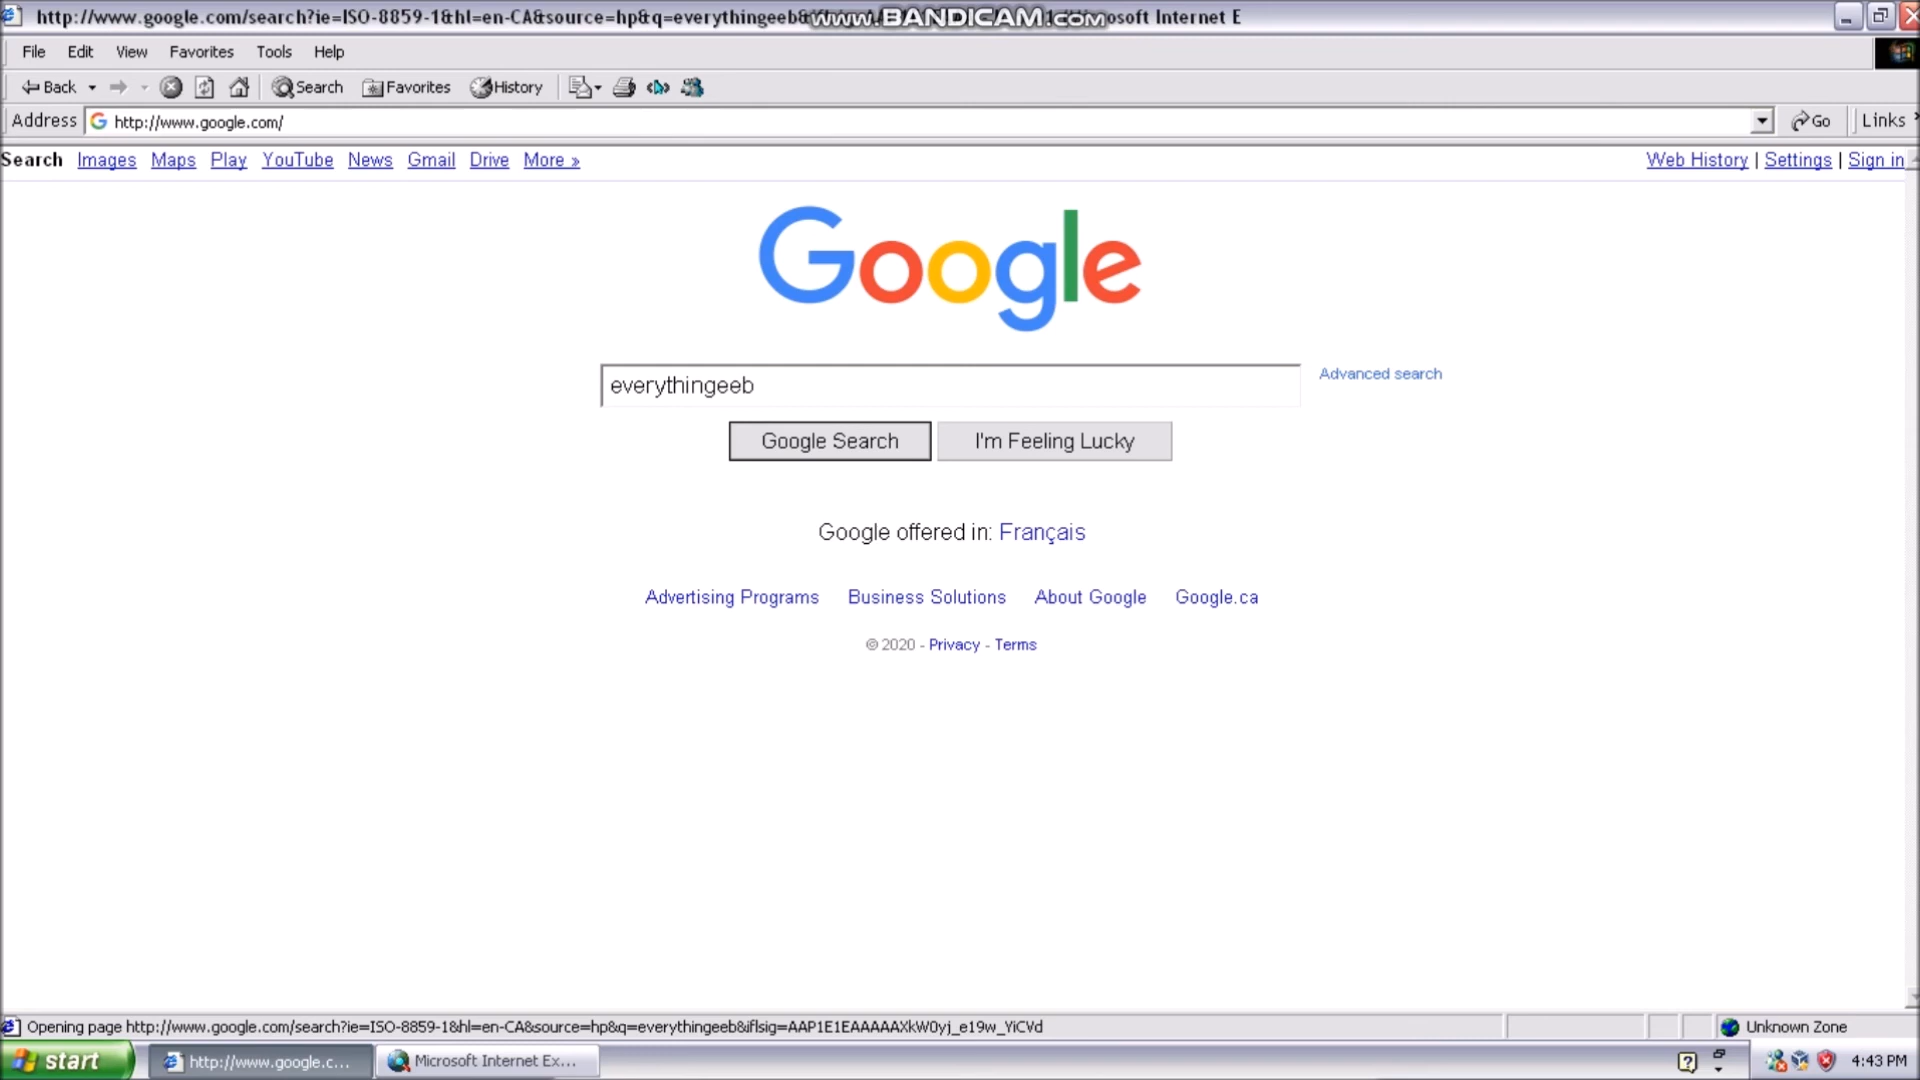 http://www.google.com/search?ie=ISO-8859-1&hl=en-CA&source=hp&q=everythingeeb&
www.BANDICAM.com
osoft Internet E
File Edit View Favorites Tools Help
Back Search Favorites History
Address http://www.google.com/ Go Links
Search Images Maps Play YouTube News Gmail Drive More » Web History | Settings | Sign in
Google
everythingeeb Advanced search
Google Search I'm Feeling Lucky
Google offered in: Français
Advertising Programs Business Solutions About Google Google.ca
© 2020 - Privacy - Terms
Opening page http://www.google.com/search?ie=ISO-8859-1&hl=en-CA&source=hp&q=everythingeeb&iflsig=AAP1E1EAAAAAXkW0yj_e19w_YiCVd Unknown Zone
start http://www.google.c... Microsoft Internet Ex... 4:43 PM